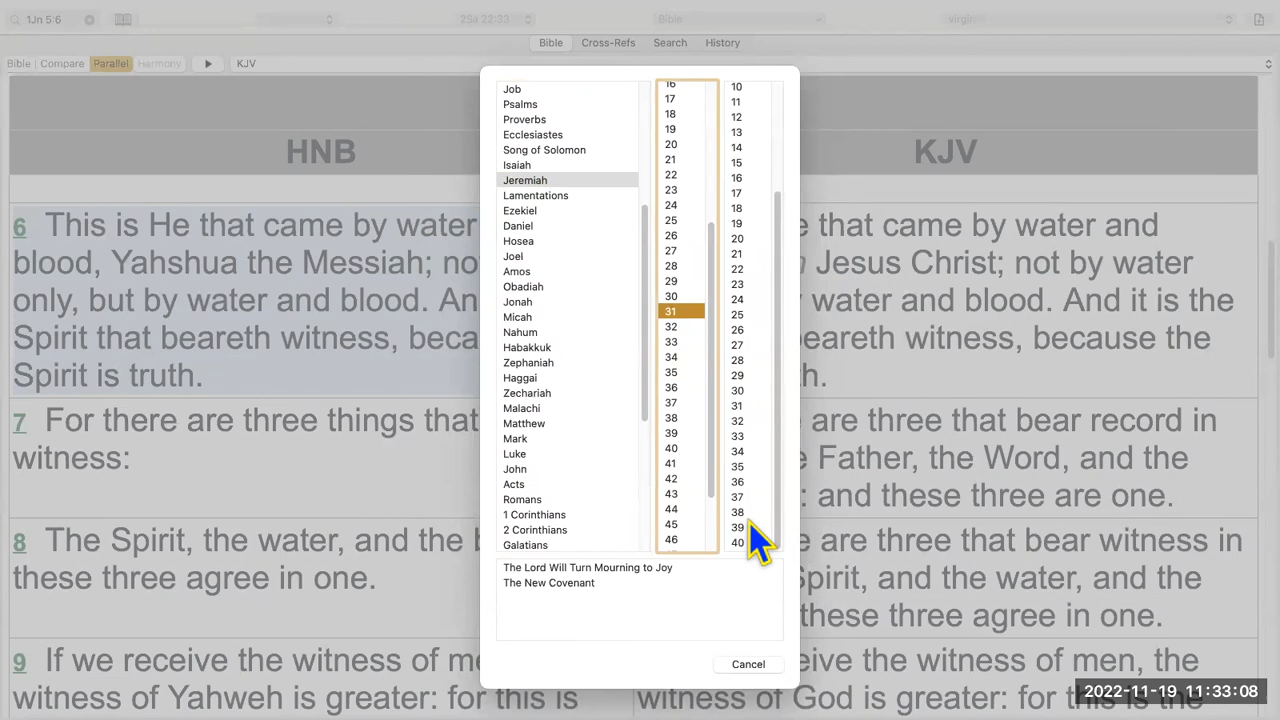 1Jn 5:6
2Sa 22:33
Bible
virgin
Bible Cross-Refs Search History
Bible Compare Parallel Harmony KJV
HNB
KJV
6 This is He that came by water
blood, Yahshua the Messiah; no
only, but by water and blood. An
Spirit that beareth witness, beca
Spirit is truth.
7 For there are three things that
witness:
8 The Spirit, the water, and the b
these three agree in one.
9 If we receive the witness of me
witness of Yahweh is greater: for this is
Job
Psalms
Proverbs
Ecclesiastes
Song of Solomon
Isaiah
Jeremiah
Lamentations
Ezekiel
Daniel
Hosea
Joel
Amos
Obadiah
Jonah
Micah
Nahum
Habakkuk
Zephaniah
Haggai
Zechariah
Malachi
Matthew
Mark
Luke
John
Acts
Romans
1 Corinthians
2 Corinthians
Galatians
16
17
18
19
20
21
22
23
24
25
26
27
28
29
30
31
32
33
34
35
36
37
38
39
40
41
42
43
44
45
46
10
11
12
13
14
15
16
17
18
19
20
21
22
23
24
25
26
27
28
29
30
31
32
33
34
35
36
37
38
39
40
The Lord Will Turn Mourning to Joy
The New Covenant
Cancel
e that came by water and
Jesus Christ; not by water
water and blood. And it is the
beareth witness, because the
h.
e are three that bear record in
Father, the Word, and the
: and these three are one.
e are three that bear witness in
pirit, and the water, and the
these three agree in one.
eive the witness of men, the
witness of God is greater: for this is the
2022-11-19 11:33:08